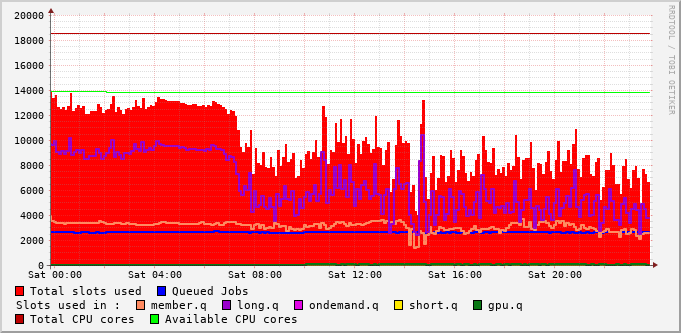 RRDTOOL / TOBI OETIKER
20000
18000
16000
14000
12000
10000
8000
6000
4000
2000
0
Sat 00:00 Sat 04:00 Sat 08:00 Sat 12:00 Sat 16:00 Sat 20:00
Total slots used Queued Jobs
Slots used in : member.q long.q ondemand.q short.q gpu.q
Total CPU cores Available CPU cores